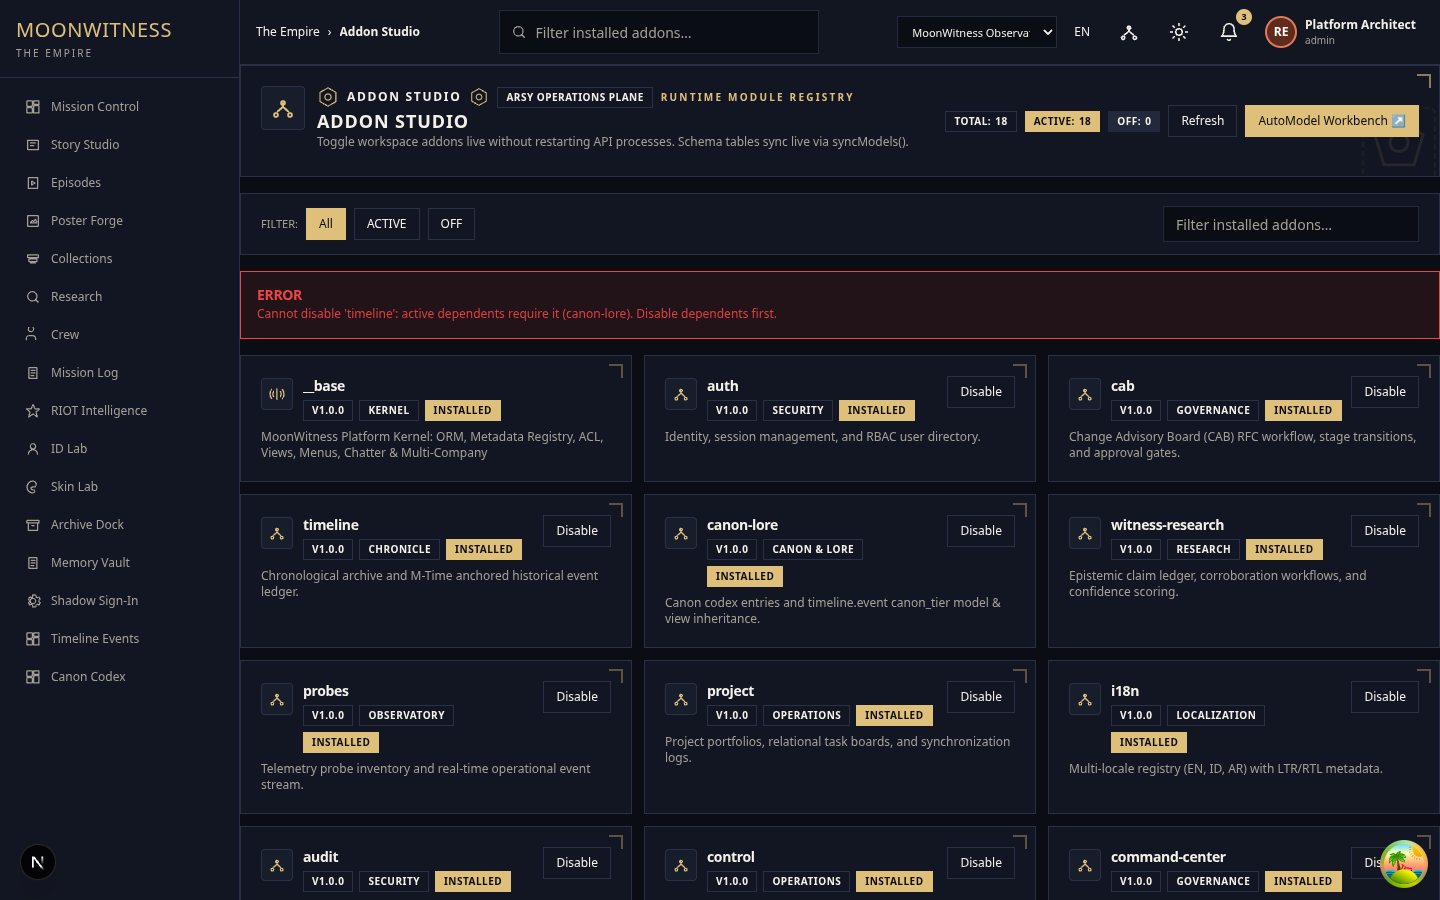 MOONWITNESS
THE EMPIRE
Mission Control
Story Studio
Episodes
Poster Forge
Collections
Research
Crew
Mission Log
RIOT Intelligence
ID Lab
Skin Lab
Archive Dock
Memory Vault
Shadow Sign-In
Timeline Events
Canon Codex
N
The Empire › Addon Studio
Filter installed addons...
MoonWitness Observa
EN
3
RE
Platform Architect
admin
ADDON STUDIO ARSY OPERATIONS PLANE RUNTIME MODULE REGISTRY
ADDON STUDIO
Toggle workspace addons live without restarting API processes. Schema tables sync live via syncModels().
TOTAL: 18 ACTIVE: 18 OFF: 0 Refresh AutoModel Workbench ↗
FILTER: All ACTIVE OFF
Filter installed addons...
ERROR
Cannot disable 'timeline': active dependents require it (canon-lore). Disable dependents first.
__base
V1.0.0 KERNEL INSTALLED
MoonWitness Platform Kernel: ORM, Metadata Registry, ACL,
Views, Menus, Chatter & Multi-Company
auth Disable
V1.0.0 SECURITY INSTALLED
Identity, session management, and RBAC user directory.
cab Disable
V1.0.0 GOVERNANCE INSTALLED
Change Advisory Board (CAB) RFC workflow, stage transitions,
and approval gates.
timeline Disable
V1.0.0 CHRONICLE INSTALLED
Chronological archive and M-Time anchored historical event
ledger.
canon-lore Disable
V1.0.0 CANON & LORE
INSTALLED
Canon codex entries and timeline.event canon_tier model &
view inheritance.
witness-research Disable
V1.0.0 RESEARCH INSTALLED
Epistemic claim ledger, corroboration workflows, and
confidence scoring.
probes Disable
V1.0.0 OBSERVATORY
INSTALLED
Telemetry probe inventory and real-time operational event
stream.
project Disable
V1.0.0 OPERATIONS INSTALLED
Project portfolios, relational task boards, and synchronization
logs.
i18n Disable
V1.0.0 LOCALIZATION
INSTALLED
Multi-locale registry (EN, ID, AR) with LTR/RTL metadata.
audit Disable
V1.0.0 SECURITY INSTALLED
control Disable
V1.0.0 OPERATIONS INSTALLED
command-center
V1.0.0 GOVERNANCE INSTALLED